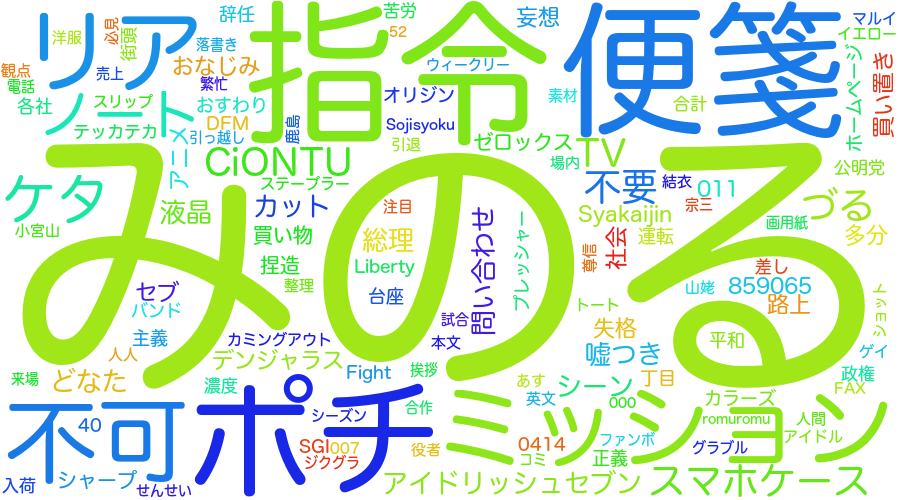 リア
指令
便箋
辞任
苦労
妄想
マルイ
イエロー
洋服
必見
街頭
落書き
52
観点
売上
おなじみ
ウィークリー
電話
繁忙
各社
スリップ
おすわり
オリジン
素材
合計
ホームページ
買い置き
ノート
DFM
鹿島
Sojisyoku
ゼロックス
テッカテカ
引っ越し
引退
TV
場内
公明党
アニメ
CiONTU
ケタ
ステープラー
不要
結衣
011
づる
みのる
液晶
カット
注目
問い合わせ
プレッシャー
Syakaijin
宗三
画用紙
小宮山
買い物
総理
尊信
社会
運転
多分
捏造
Liberty
差し
整理
台座
山姥
859065
セブ
バンド
トート
路上
ショット
主義
カミングアウト
試合
本文
失格
平和
人人
デンジャラス
嘘つき
ゲイ
来場
どなた
濃度
Fight
挨拶
あす
シーン
丁目
政権
カラーズ
FAX
不可
ポチ
合作
英文
000
ミッション
40
シーズン
romuromu
人間
SGI
007
役者
0414
ファンボ
グラブル
アイドル
ジクグラ
コミ
正義
入荷
シャープ
せんせい
アイドリッシュセブン
スマホケース